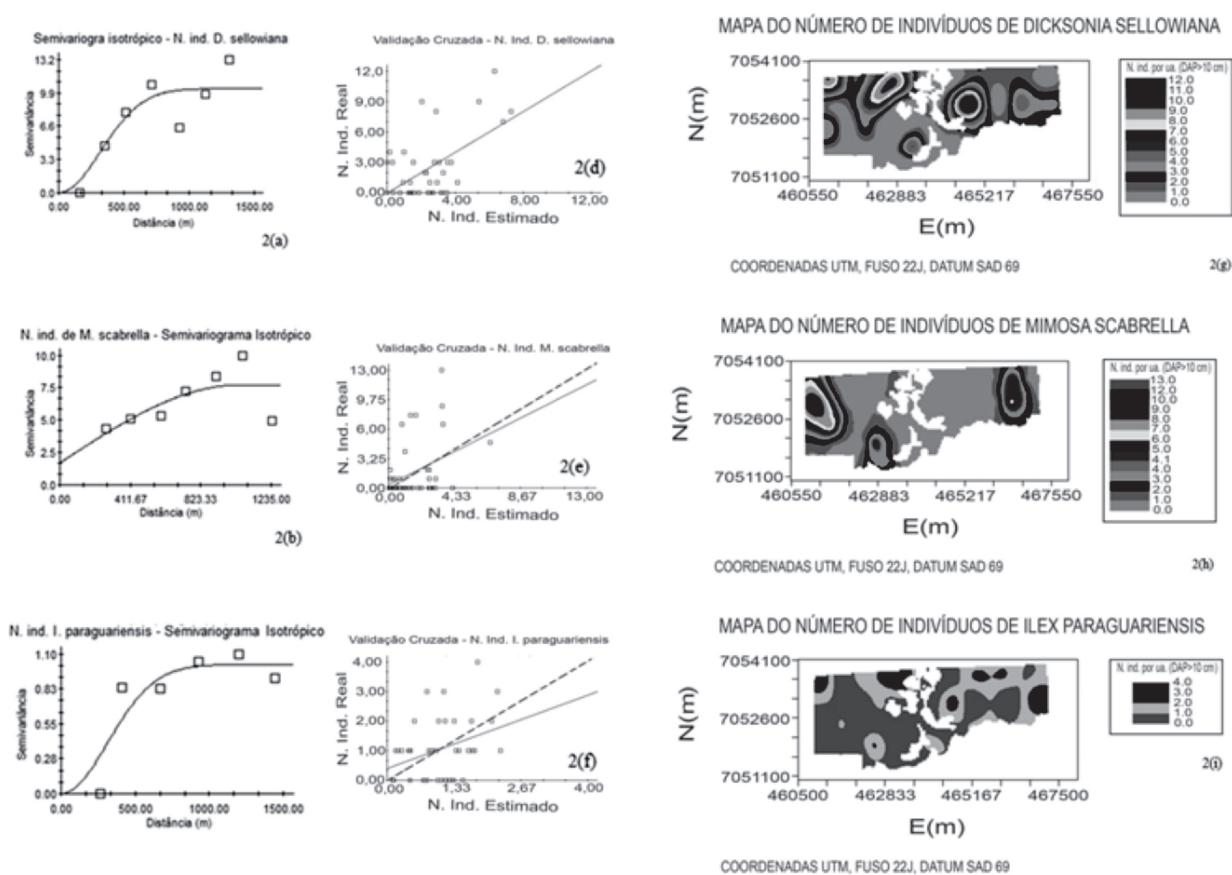 Semivariogra isotrópico - N. ind. D. sellowiana
13.2
9.9
6.6
3.3
0.0
Semivariância
0.00 500.00 1000.00 1500.00
Distância (m)
2(a)
Validação Cruzada - N. Ind. D. sellowiana
12,0
9,00
6,00
3,00
0,00
N. Ind. Real
0,00 4,00 8,00 12,00
N. Ind. Estimado
2(d)
MAPA DO NÚMERO DE INDIVÍDUOS DE DICKSONIA SELLOWIANA
7054100
7052600
7051100
N(m)
460550 462883 465217 467550
E(m)
N. ind. por ua. (DAP>10 cm)
12.0
11.0
10.0
9.0
8.0
7.0
6.0
5.0
4.0
3.0
2.0
1.0
0.0
COORDENADAS UTM, FUSO 22J, DATUM SAD 69
2(g)
N. ind. de M. scabrella - Semivariograma Isotrópico
10.0
7.5
5.0
2.5
0.0
Semivariância
0.00 411.67 823.33 1235.00
Distância (m)
2(b)
Validação Cruzada - N. Ind M. scabrella
13,00
9,75
6,50
3,25
0,00
N. Ind. Real
0,00 4,33 8,67 13,00
N. Ind. Estimado
2(e)
MAPA DO NÚMERO DE INDIVÍDUOS DE MIMOSA SCABRELLA
7054100
7052600
7051100
N(m)
460550 462883 465217 467550
E(m)
N. ind. por ua. (DAP>10 cm)
13.0
12.0
10.0
9.0
8.0
7.0
6.0
5.0
4.1
3.0
2.0
1.0
0.0
COORDENADAS UTM, FUSO 22J, DATUM SAD 69
2(h)
N. ind. I. paraguariensis - Semivariograma Isotrópico
1.10
0.83
0.55
0.28
0.00
Semivariância
0.00 500.00 1000.00 1500.00
Distância (m)
Validação Cruzada - N. Ind. I. paraguariensis
4,00
3,00
2,00
1,00
0,00
N. Ind. Real
0,00 1,33 2,67 4,00
N. Ind. Estimado
2(f)
MAPA DO NÚMERO DE INDIVÍDUOS DE ILEX PARAGUARIENSIS
7054100
7052600
7051100
N(m)
460500 462833 465167 467500
E(m)
N. ind. por ua. (DAP>10 cm)
4.0
3.0
2.0
1.0
0.0
COORDENADAS UTM, FUSO 22J, DATUM SAD 69
2(i)